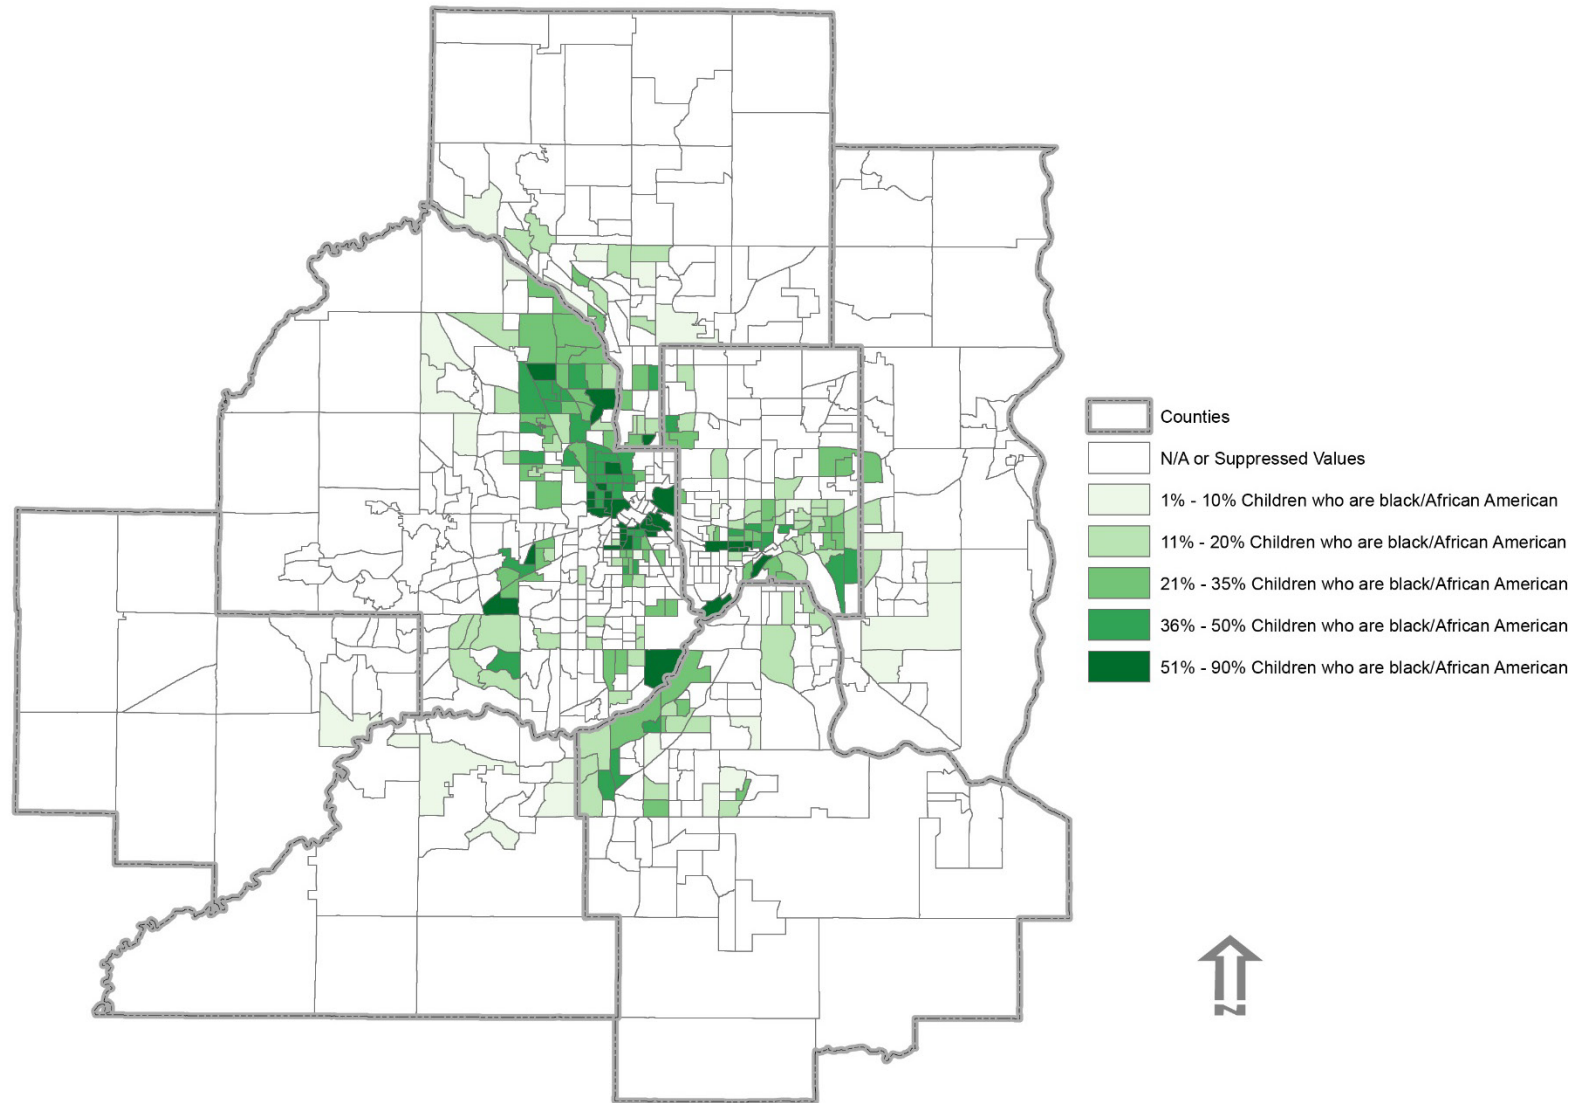 Counties
N/A or Suppressed Values
1% - 10% Children who are black/African American
11% - 20% Children who are black/African American
21% - 35% Children who are black/African American
36% - 50% Children who are black/African American
51% - 90% Children who are black/African American
N